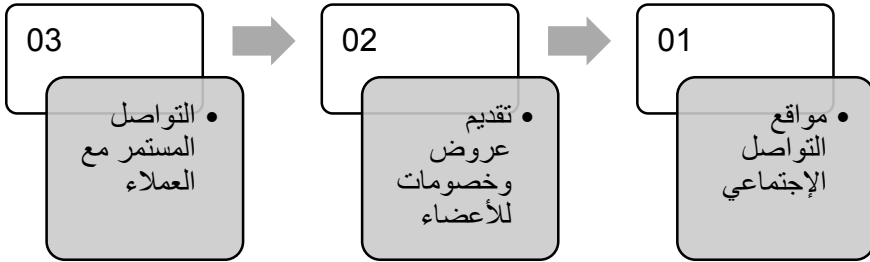 01
• مواقع
التواصل
الإجتماعي
02
• تقديم
عروض
وخصومات
للأعضاء
03
• التواصل
المستمر مع
العملاء